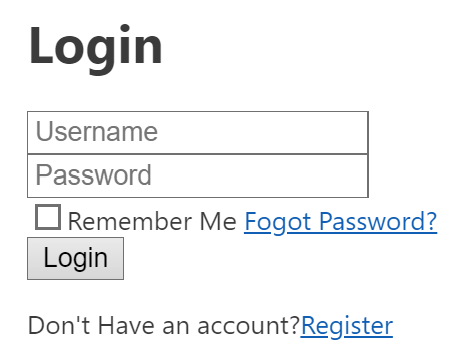 Login
Username
Password
Remember Me Fogot Password?
Login
Don't Have an account?Register